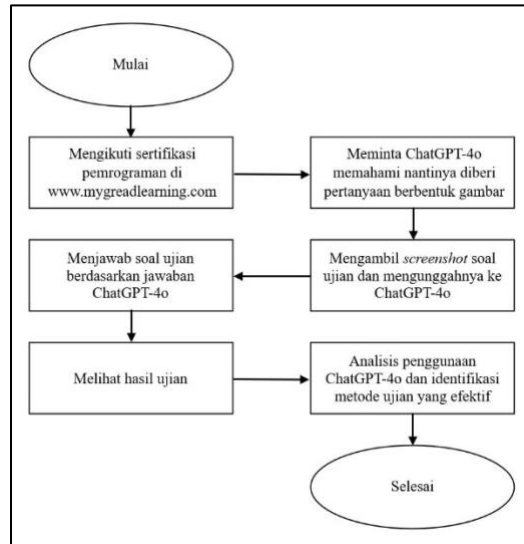 Mulai
Mengikuti sertifikasi
pemrograman di
www.mygreadlearning.com
Meminta ChatGPT-4o
memahami nantinya diberi
pertanyaan berbentuk gambar
Mengambil screenshot soal
ujian dan mengunggahnya ke
ChatGPT-4o
Menjawab soal ujian
berdasarkan jawaban
ChatGPT-4o
Melihat hasil ujian
Analisis penggunaan
ChatGPT-4o dan identifikasi
metode ujian yang efektif
Selesai